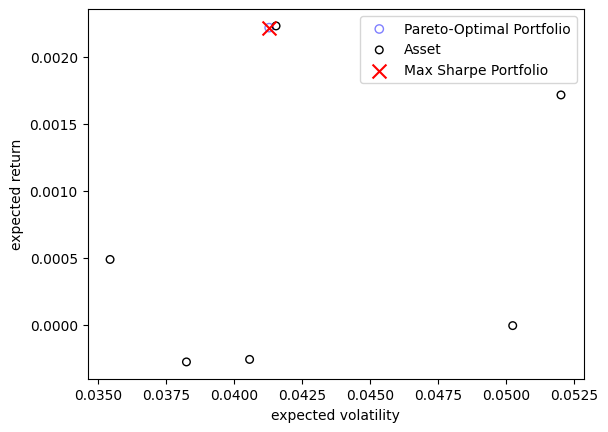 Pareto-Optimal Portfolio
Asset
Max Sharpe Portfolio
expected return
0.0020
0.0015
0.0010
0.0005
0.0000
0.0350 0.0375 0.0400 0.0425 0.0450 0.0475 0.0500 0.0525
expected volatility